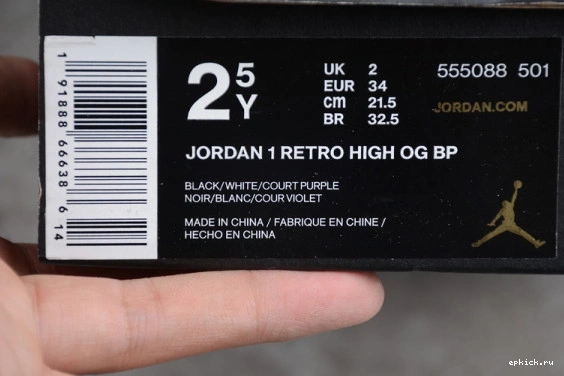 1 91888 66638 6 14
2 5Y
UK 2
EUR 34
cm 21.5
BR 32.5
555088 501
JORDAN.COM
JORDAN 1 RETRO HIGH OG BP
BLACK/WHITE/COURT PURPLE
NOIR/BLANC/COUR VIOLET
MADE IN CHINA / FABRIQUE EN CHINE /
HECHO EN CHINA
epkick.ru